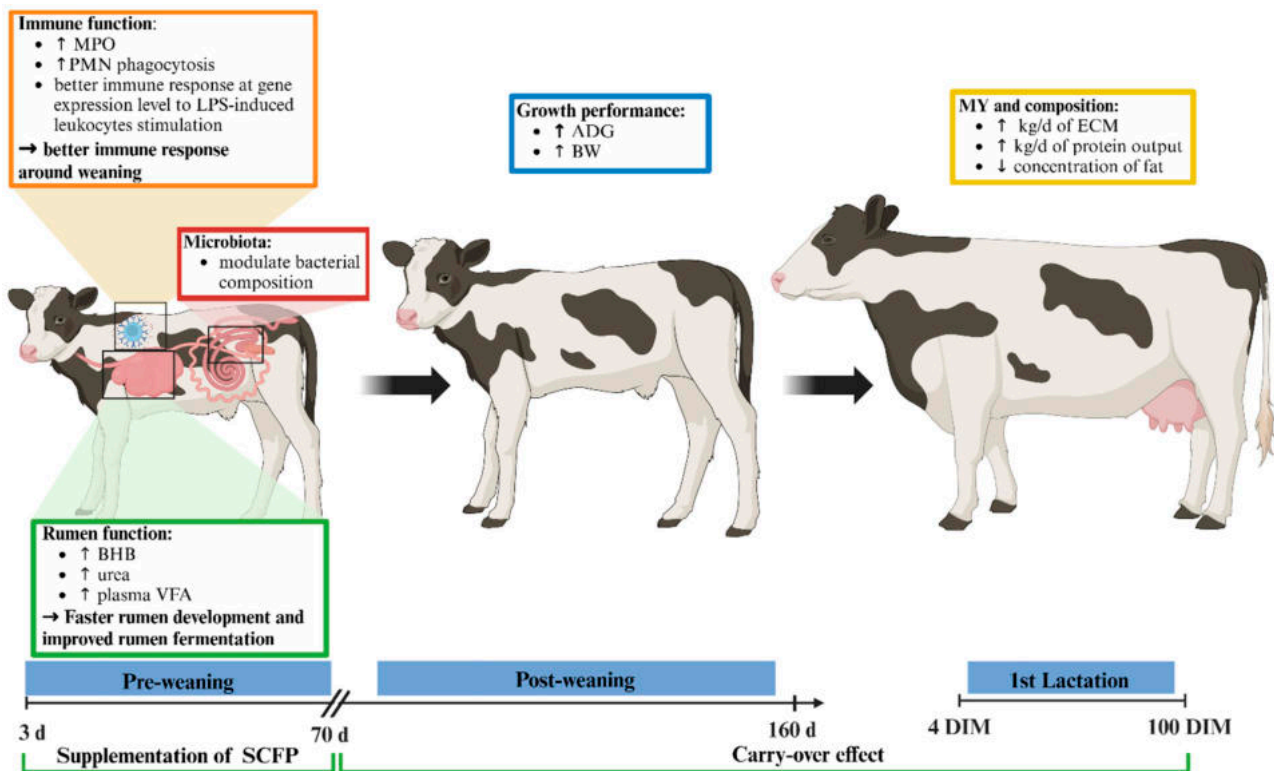 Immune function:
• ↑ MPO
• ↑PMN phagocytosis
• better immune response at gene
expression level to LPS-induced
leukocytes stimulation
→ better immune response
around weaning
Microbiota:
• modulate bacterial
composition
Growth performance:
• ↑ ADG
• ↑ BW
MY and composition:
• ↑ kg/d of ECM
• ↑ kg/d of protein output
• ↓ concentration of fat
Rumen function:
• ↑ BHB
• ↑ urea
• ↑ plasma VFA
→ Faster rumen development and
improved rumen fermentation
Pre-weaning
Post-weaning
1st Lactation
3 d
70 d
160 d
4 DIM
100 DIM
Supplementation of SCFP
Carry-over effect